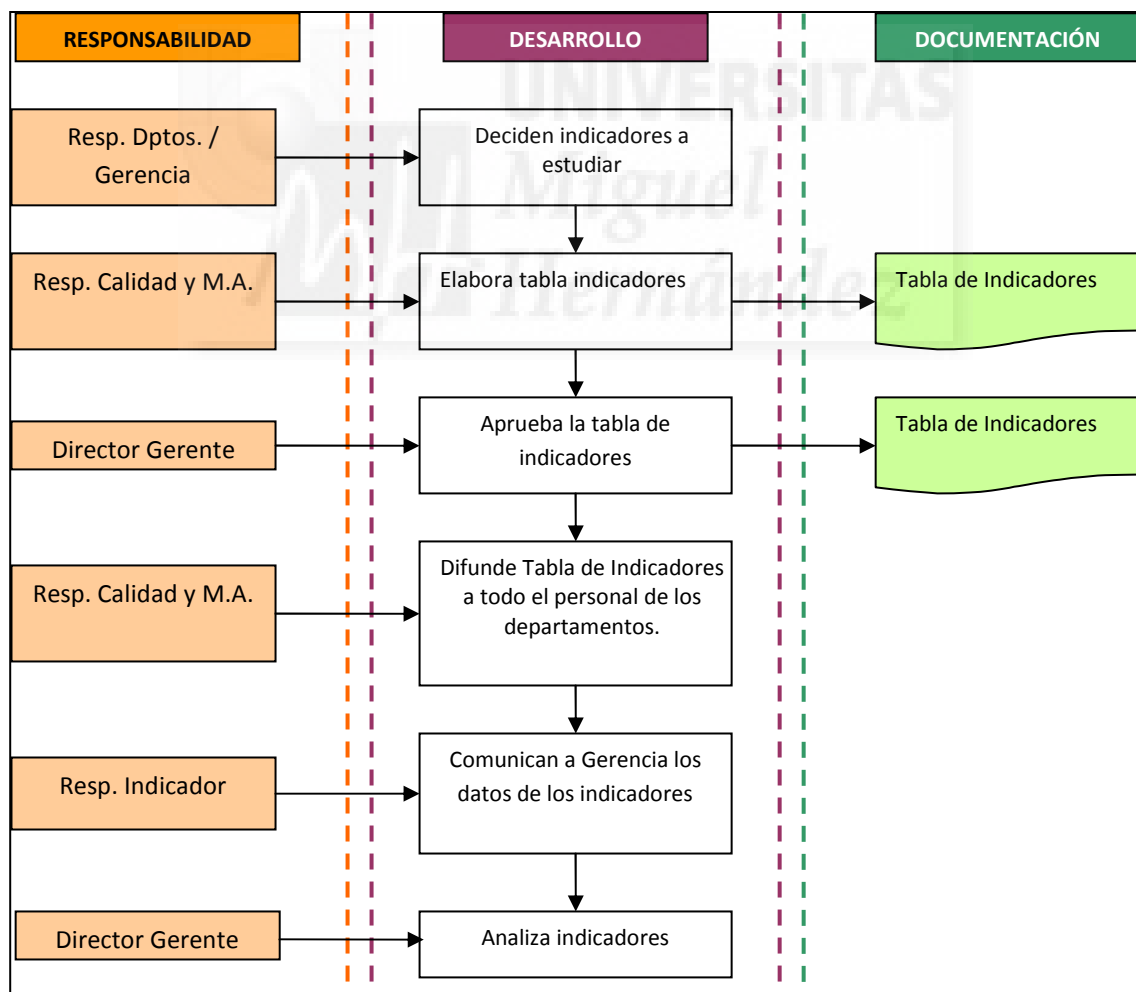 RESPONSABILIDAD
DESARROLLO
DOCUMENTACIÓN
UNIVERSITAS
Miguel
Hernández
Resp. Dptos. /
Gerencia
Deciden indicadores a
estudiar
Resp. Calidad y M.A.
Elabora tabla indicadores
Tabla de Indicadores
Director Gerente
Aprueba la tabla de
indicadores
Tabla de Indicadores
Resp. Calidad y M.A.
Difunde Tabla de Indicadores
a todo el personal de los
departamentos.
Resp. Indicador
Comunican a Gerencia los
datos de los indicadores
Director Gerente
Analiza indicadores